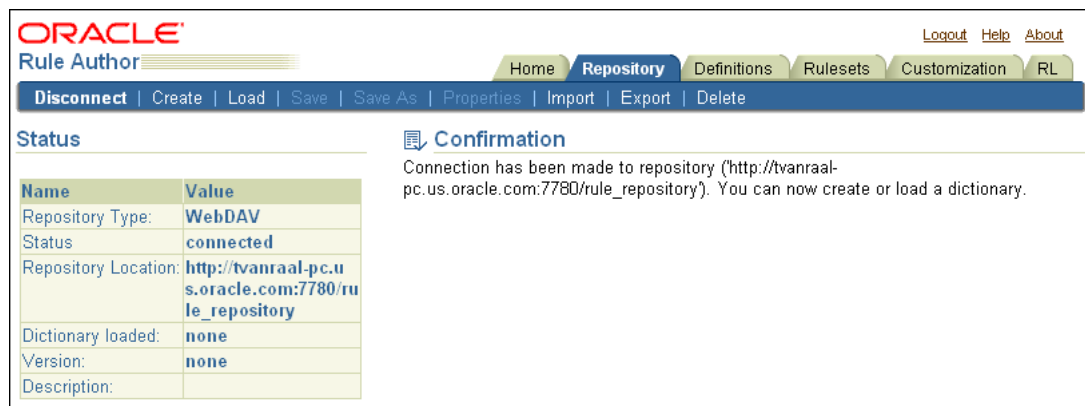 ORACLE
Logout Help About
Rule Author
Home Repository Definitions Rulesets Customization RL
Disconnect | Create | Load | Save | Save As | Properties | Import | Export | Delete
Status
Name Value
Repository Type: WebDAV
Status connected
Repository Location: http://tvanraal-pc.u
s.oracle.com:7780/ru
le_repository
Dictionary loaded: none
Version: none
Description:
Confirmation
Connection has been made to repository ('http://tvanraal-
pc.us.oracle.com:7780/rule_repository'). You can now create or load a dictionary.